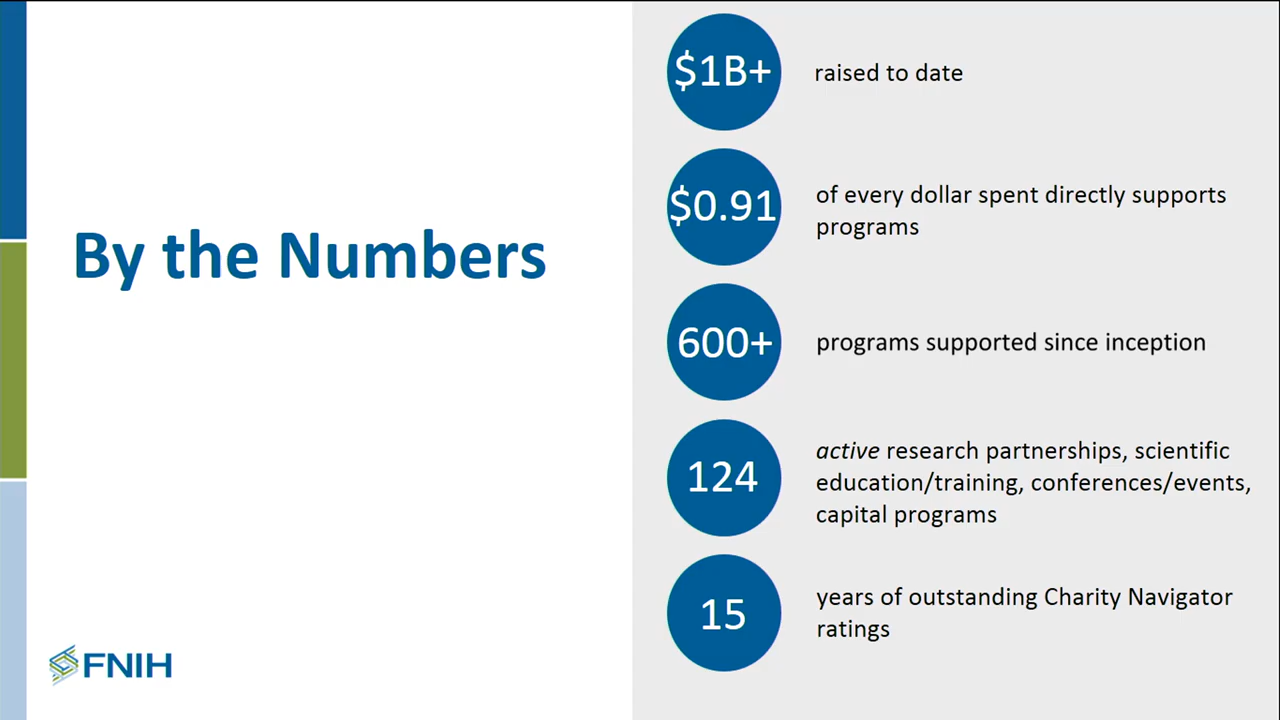 By the Numbers
$1B+
raised to date
$0.91
of every dollar spent directly supports
programs
600+
programs supported since inception
124
active research partnerships, scientific
education/training, conferences/events,
capital programs
15
years of outstanding Charity Navigator
ratings
FNIH